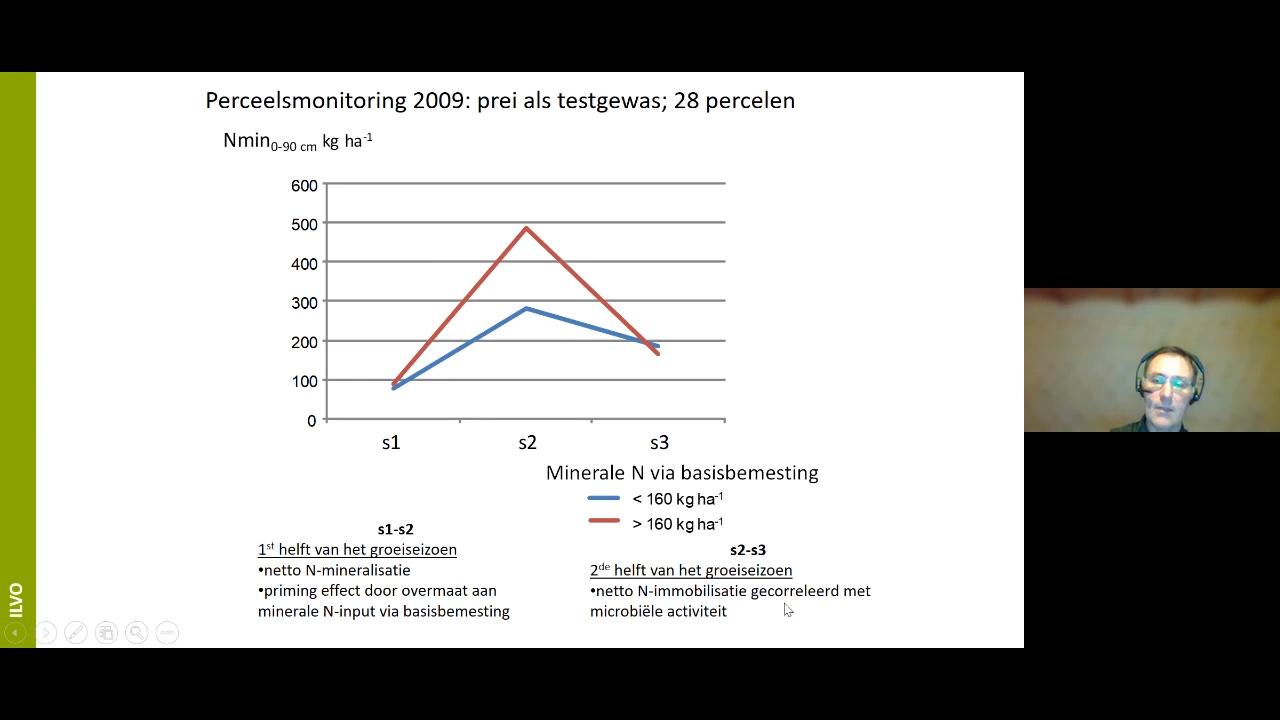 Perceelsmonitoring 2009: prei als testgewas; 28 percelen
Nmin0-90 cm kg ha-1
600
500
400
300
200
100
0
s1 s2 s3
Minerale N via basisbemesting
< 160 kg ha-1
> 160 kg ha-1
s1-s2
1st helft van het groeiseizoen
•netto N-mineralisatie
•priming effect door overmaat aan
minerale N-input via basisbemesting
s2-s3
2de helft van het groeiseizoen
•netto N-immobilisatie gecorreleerd met
microbiële activiteit
ILVO